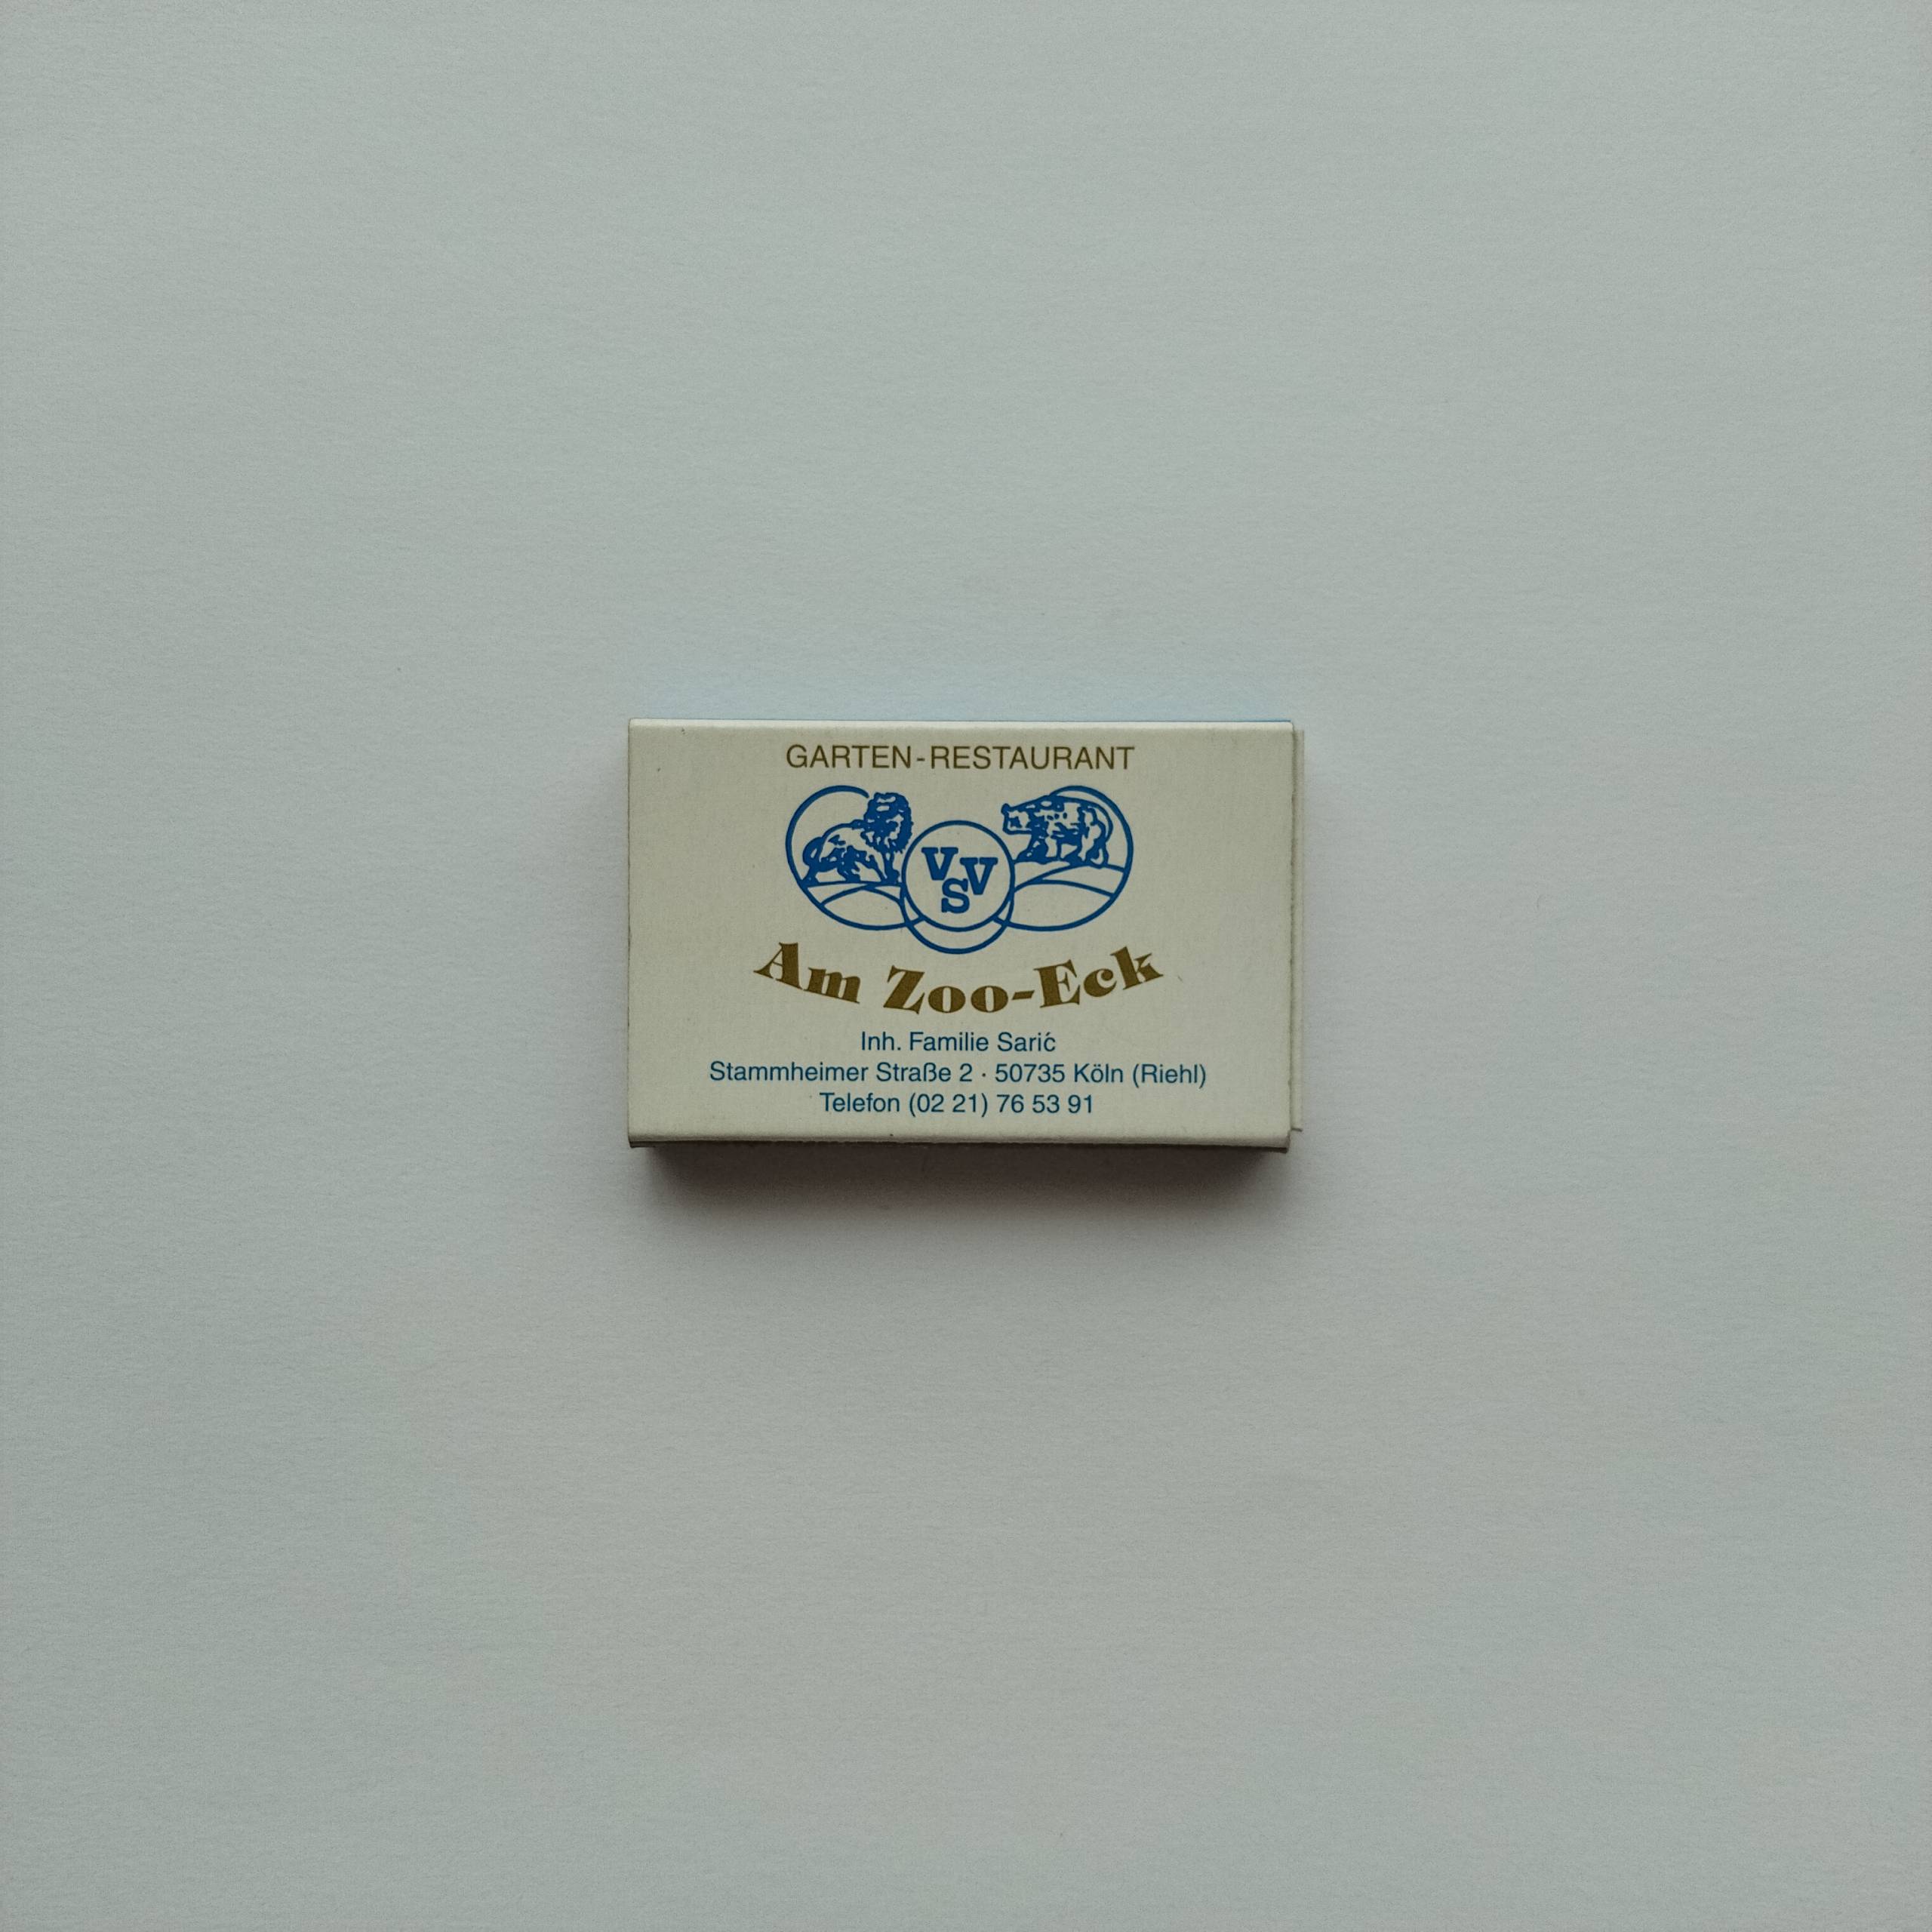 GARTEN-RESTAURANT
VSV
Am Zoo-Eck
Inh. Familie Sarić
Stammheimer Straße 2 · 50735 Köln (Riehl)
Telefon (02 21) 76 53 91